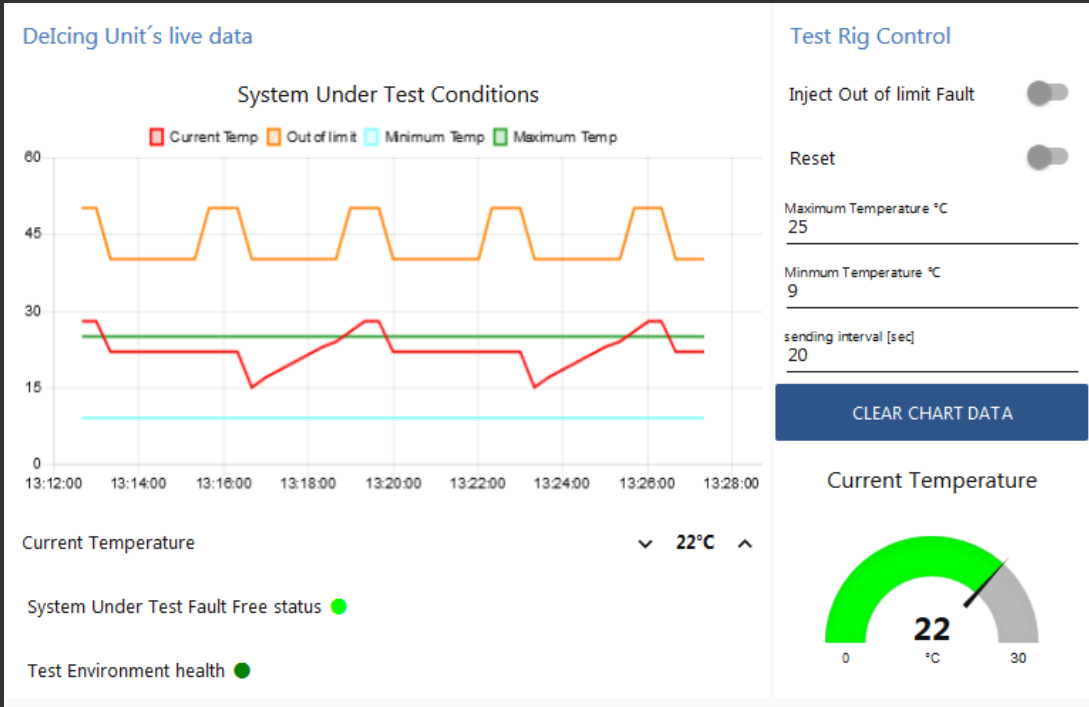 DeIcing Unit´s live data
System Under Test Conditions
Current Temp Out of limit Minimum Temp Maximum Temp
60
45
30
15
0
13:12:00 13:14:00 13:16:00 13:18:00 13:20:00 13:22:00 13:24:00 13:26:00 13:28:00
Current Temperature 22°C
System Under Test Fault Free status
Test Environment health
Test Rig Control
Inject Out of limit Fault
Reset
Maximum Temperature °C
25
Minmum Temperature °C
9
sending interval [sec]
20
CLEAR CHART DATA
Current Temperature
22
0 °C 30